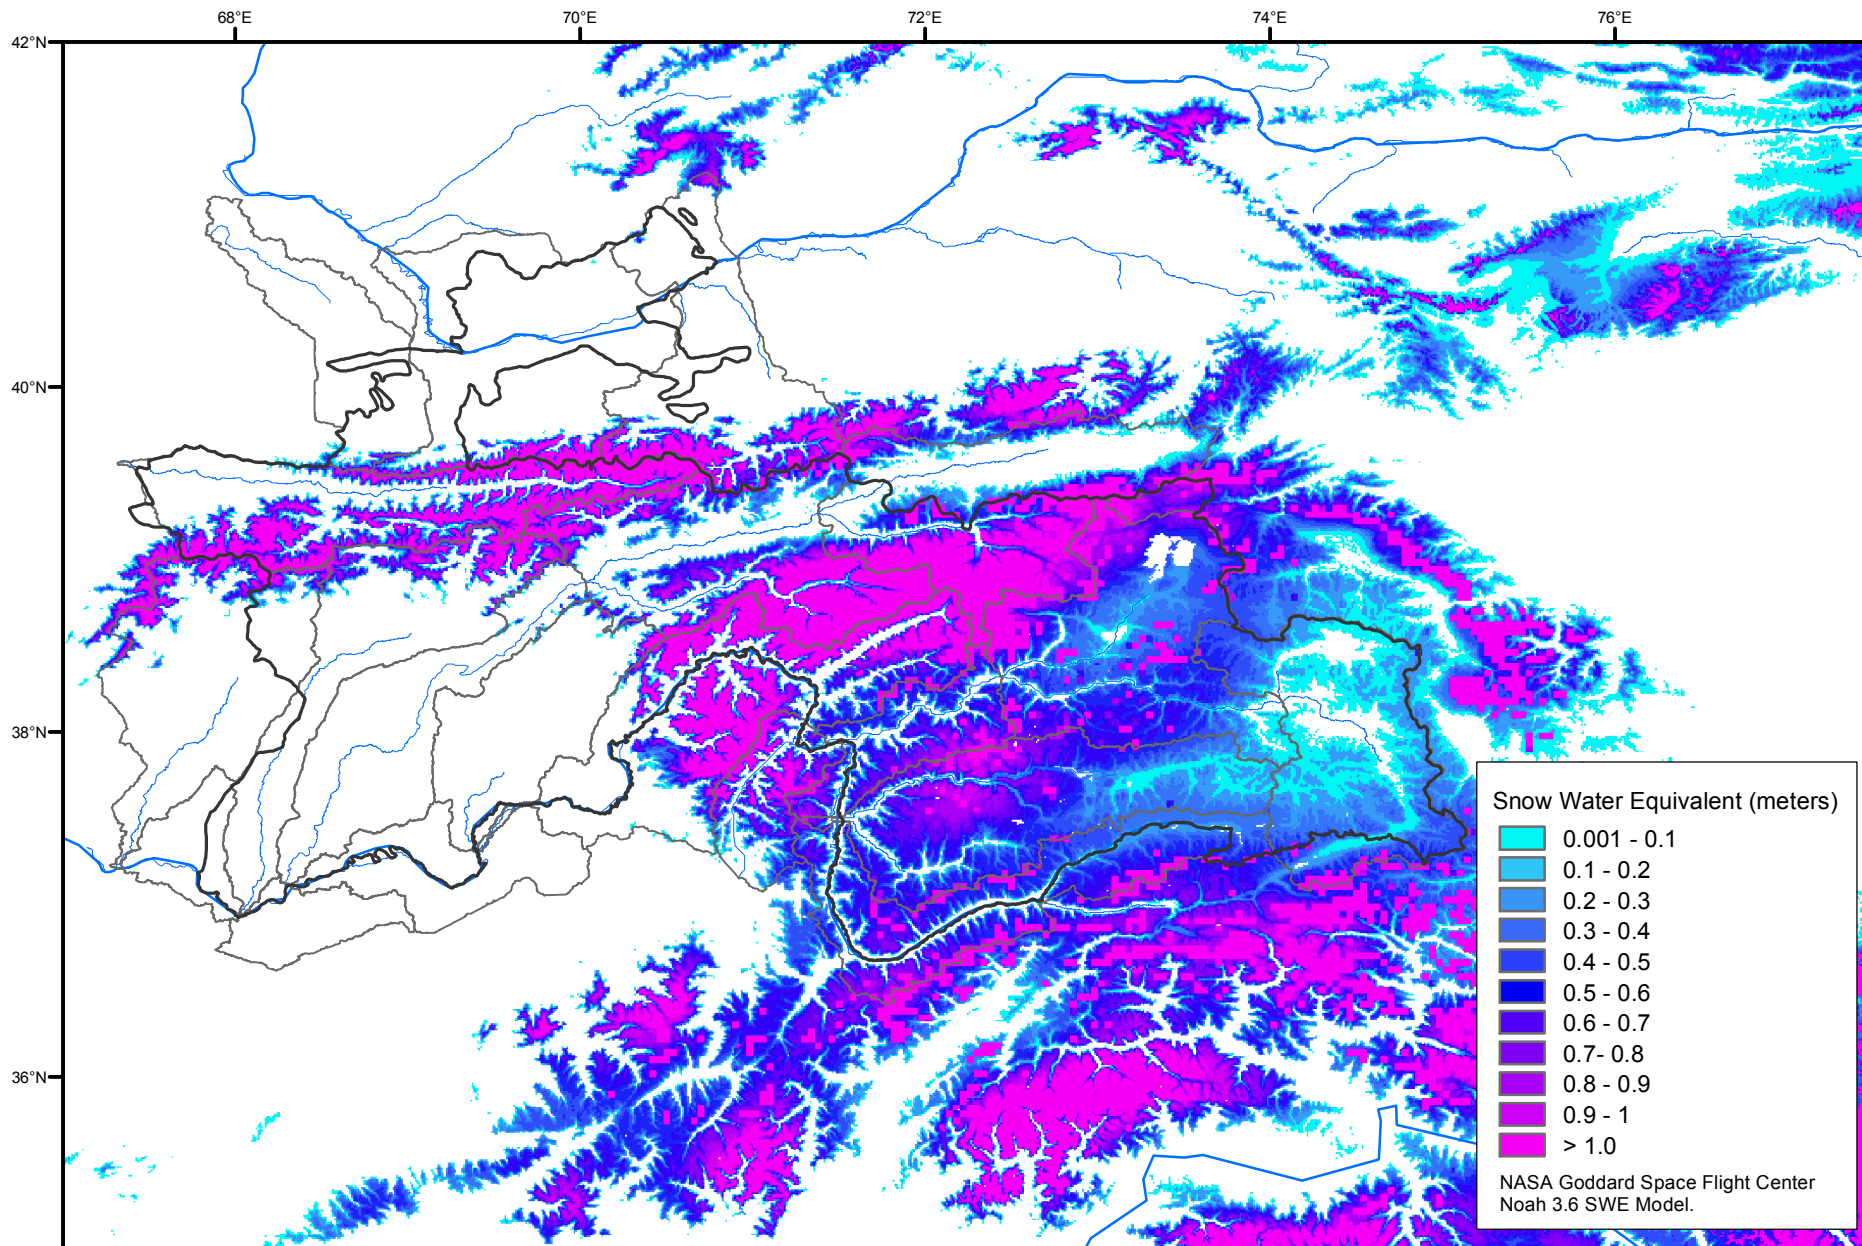 68°E 70°E 72°E 74°E 76°E
42°N
40°N
38°N
36°N
Snow Water Equivalent (meters)
0.001 - 0.1
0.1 - 0.2
0.2 - 0.3
0.3 - 0.4
0.4 - 0.5
0.5 - 0.6
0.6 - 0.7
0.7- 0.8
0.8 - 0.9
0.9 - 1
> 1.0
NASA Goddard Space Flight Center
Noah 3.6 SWE Model.